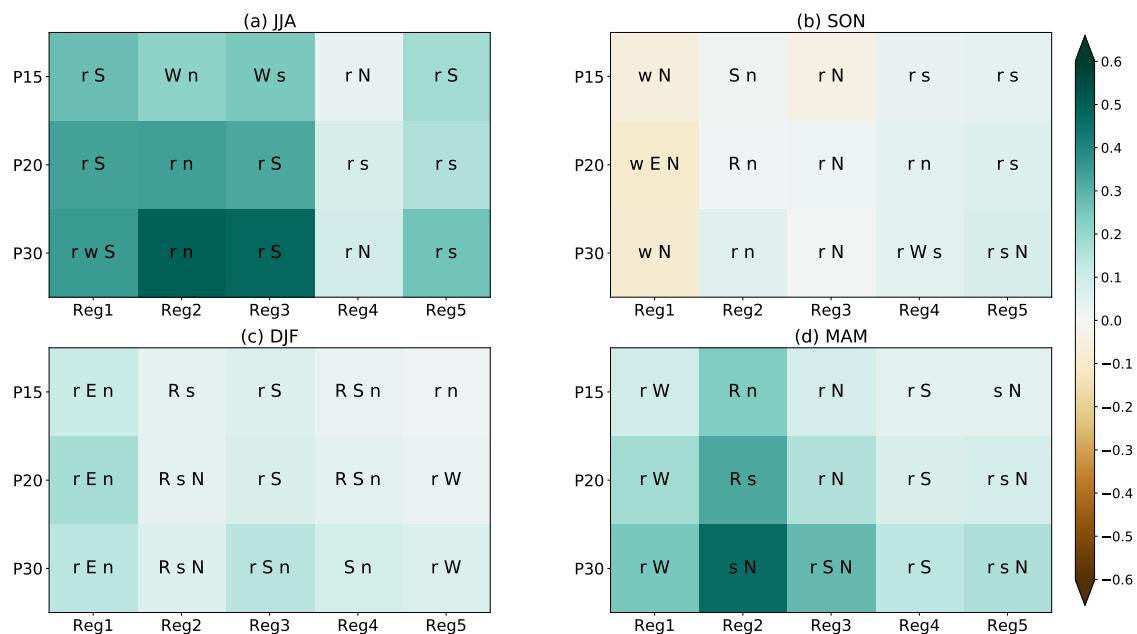 (a) JJA
P15 r S W n W s r N r S
P20 r S r n r S r s r s
P30 r w S r n r S r N r s
Reg1 Reg2 Reg3 Reg4 Reg5
(b) SON
P15 w N S n r N r s r s
P20 w E N R n r N r n r s
P30 w N r n r N r W s r s N
Reg1 Reg2 Reg3 Reg4 Reg5
(c) DJF
P15 r E n R s r S R S n r n
P20 r E n R s N r S R S n r W
P30 r E n R s N r S n S n r W
Reg1 Reg2 Reg3 Reg4 Reg5
(d) MAM
P15 r W R n r N r S s N
P20 r W R s r N r S r s N
P30 r W s N r S N r S r s N
Reg1 Reg2 Reg3 Reg4 Reg5
0.6
0.5
0.4
0.3
0.2
0.1
0.0
−0.1
−0.2
−0.3
−0.4
−0.5
−0.6